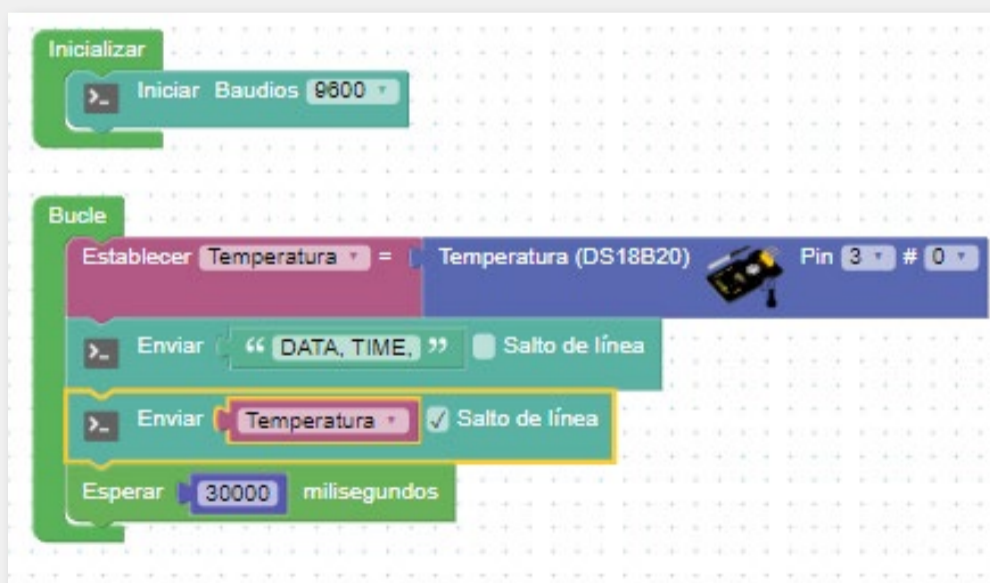 Inicializar
Iniciar Baudios 9600
Bucle
Establecer Temperatura = Temperatura (DS18B20) Pin 3 # 0
Enviar “ DATA, TIME, ” Salto de línea
Enviar Temperatura Salto de línea
Esperar 30000 milisegundos